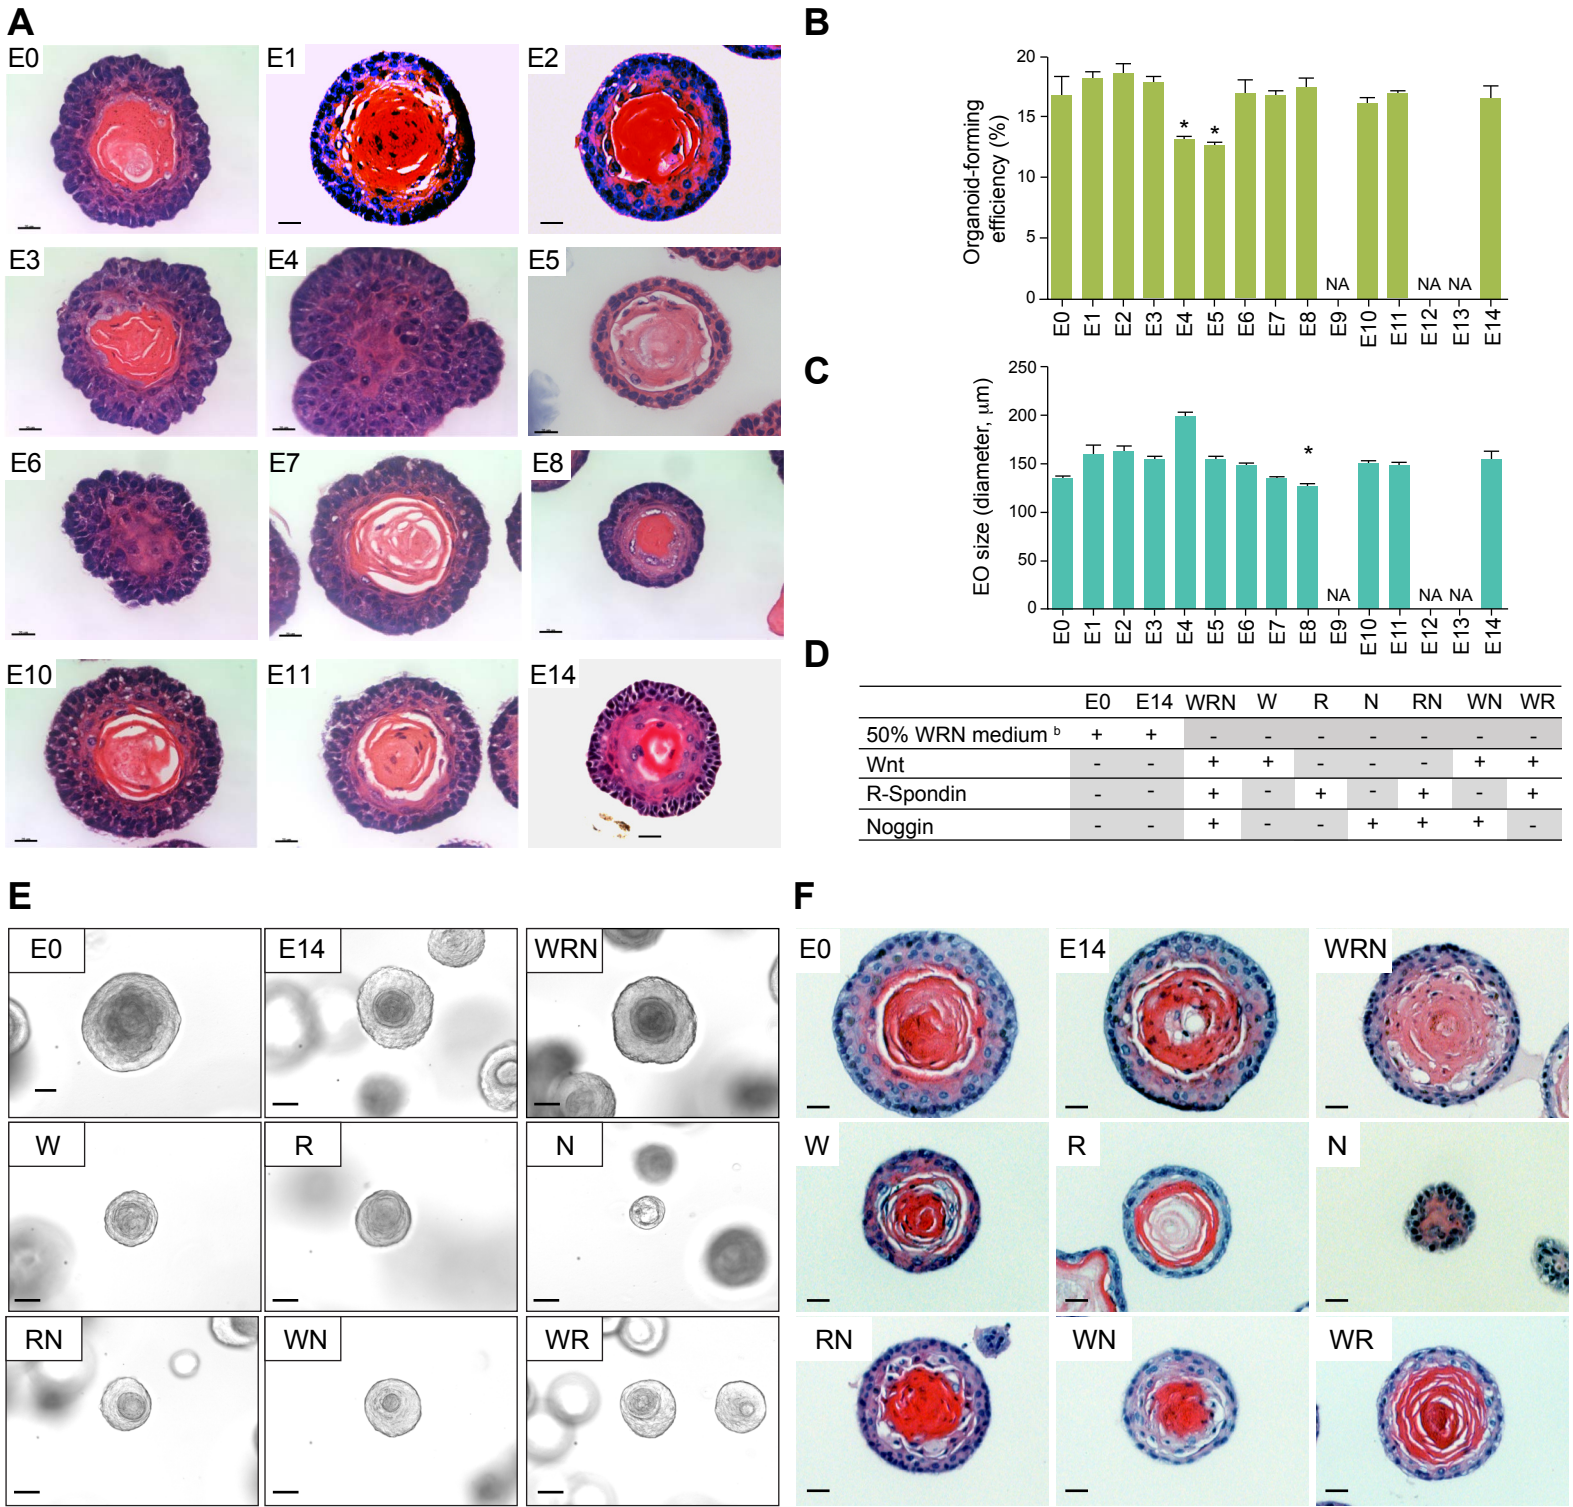 A
E0
E1
E2
E3
E4
E5
E6
E7
E8
E10
E11
E14
B
Organoid-forming
efficiency (%)
20
15
10
5
0
* *
NA NA NA
E0 E1 E2 E3 E4 E5 E6 E7 E8 E9 E10 E11 E12 E13 E14
C
EO size (diameter, μm)
250
200
150
100
50
0
*
NA NA NA
E0 E1 E2 E3 E4 E5 E6 E7 E8 E9 E10 E11 E12 E13 E14
D
E0 E14 WRN W R N RN WN WR
50% WRN medium b + + - - - - - - -
Wnt - - + + - - - + +
R-Spondin - - + - + - + - +
Noggin - - + - - + + + -
E
E0
E14
WRN
W
R
N
RN
WN
WR
F
E0
E14
WRN
W
R
N
RN
WN
WR